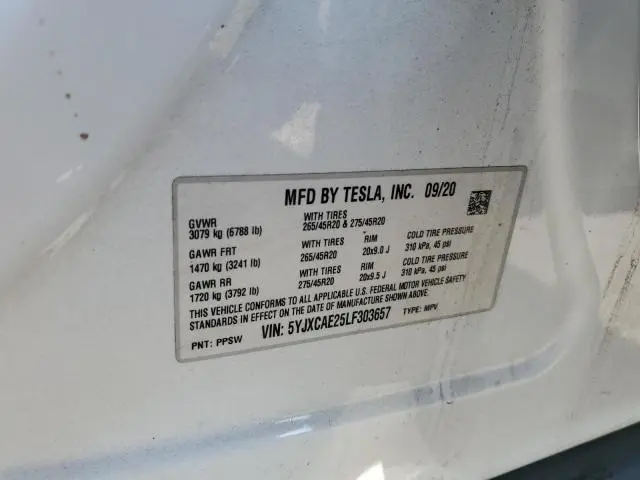 MFD BY TESLA, INC. 09/20
GVWR
3079 kg (6788 lb)
WITH TIRES
265/45R20 & 275/45R20
GAWR FRT
1470 kg (3241 lb)
WITH TIRES
265/45R20
RIM
20x9.0 J
COLD TIRE PRESSURE
310 kPa, 45 psi
GAWR RR
1720 kg (3792 lb)
WITH TIRES
275/45R20
RIM
20x9.5 J
COLD TIRE PRESSURE
310 kPa, 45 psi
THIS VEHICLE CONFORMS TO ALL APPLICABLE U.S. FEDERAL MOTOR VEHICLE SAFETY
STANDARDS IN EFFECT ON THE DATE OF MANUFACTURE SHOWN ABOVE.
PNT: PPSW VIN: 5YJXCAE25LF303657 TYPE: MPV